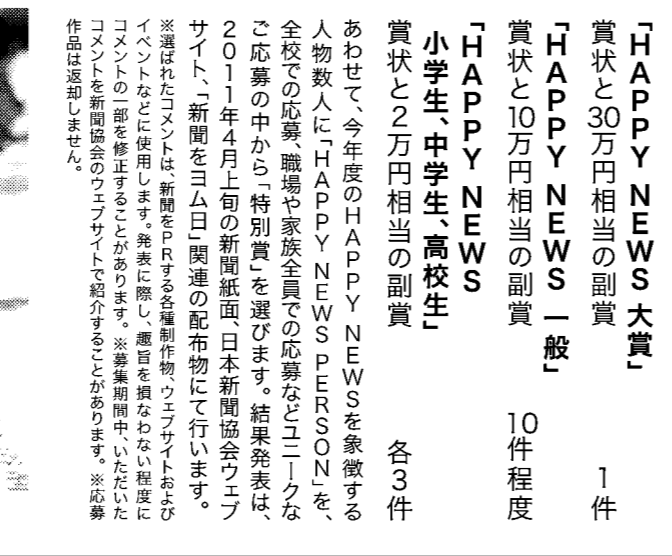 「HAPPY NEWS 大賞」
賞状と30万円相当の副賞 1件
「HAPPY NEWS 一般」
賞状と10万円相当の副賞 10件程度
「HAPPY NEWS
小学生、中学生、高校生」
賞状と2万円相当の副賞 各3件
あわせて、今年度のHAPPY NEWSを象徴する
人物数人に「HAPPY NEWS PERSON」を、
全校での応募、職場や家族全員での応募などユニークな
ご応募の中から「特別賞」を選びます。結果発表は、
2011年4月上旬の新聞紙面、日本新聞協会ウェブ
サイト、「新聞をヨム日」関連の配布物にて行います。
※選ばれたコメントは、新聞をPRする各種制作物、ウェブサイトおよび
イベントなどに使用します。発表に際し、趣旨を損なわない程度に
コメントの一部を修正することがあります。※募集期間中、いただいた
コメントを新聞協会のウェブサイトで紹介することがあります。※応募
作品は返却しません。